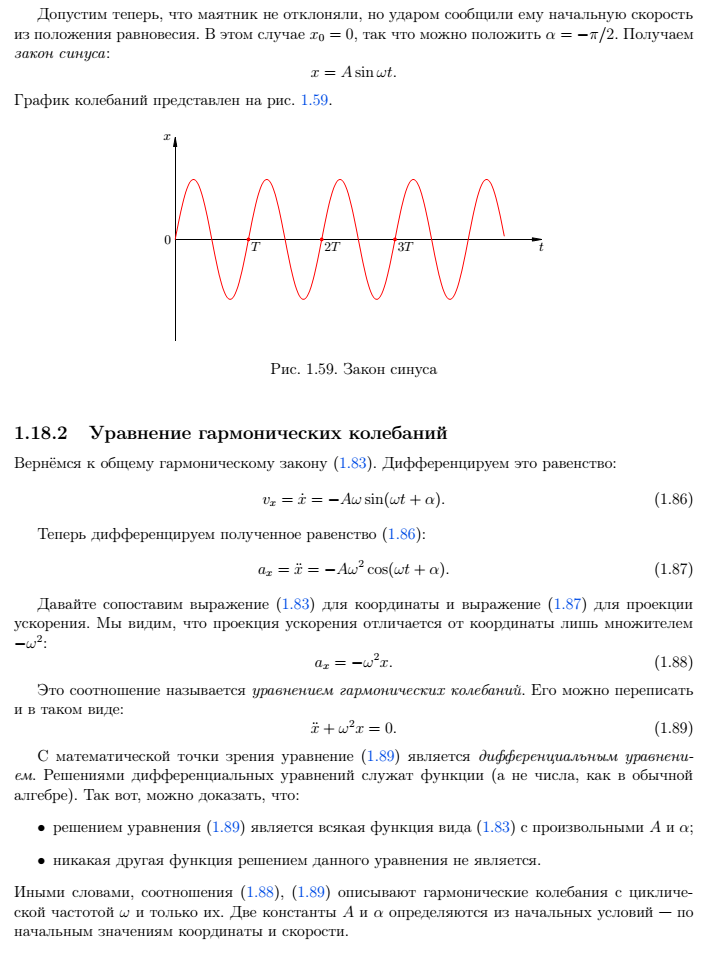 Допустим теперь, что маятник не отклоняли, но ударом сообщили ему начальную скорость
из положения равновесия. В этом случае x₀ = 0, так что можно положить α = −π/2. Получаем
закон синуса:
x = A sin ωt.
График колебаний представлен на рис. 1.59.
x
0
T
2T
3T
t
Рис. 1.59. Закон синуса
1.18.2 Уравнение гармонических колебаний
Вернёмся к общему гармоническому закону (1.83). Дифференцируем это равенство:
vₓ = ẋ = −Aω sin(ωt + α). (1.86)
Теперь дифференцируем полученное равенство (1.86):
aₓ = ẍ = −Aω² cos(ωt + α). (1.87)
Давайте сопоставим выражение (1.83) для координаты и выражение (1.87) для проекции
ускорения. Мы видим, что проекция ускорения отличается от координаты лишь множителем
−ω²:
aₓ = −ω²x. (1.88)
Это соотношение называется уравнением гармонических колебаний. Его можно переписать
и в таком виде:
ẍ + ω²x = 0. (1.89)
С математической точки зрения уравнение (1.89) является дифференциальным уравнени-
ем. Решениями дифференциальных уравнений служат функции (а не числа, как в обычной
алгебре). Так вот, можно доказать, что:
• решением уравнения (1.89) является всякая функция вида (1.83) с произвольными A и α;
• никакая другая функция решением данного уравнения не является.
Иными словами, соотношения (1.88), (1.89) описывают гармонические колебания с цикличе-
ской частотой ω и только их. Две константы A и α определяются из начальных условий — по
начальным значениям координаты и скорости.